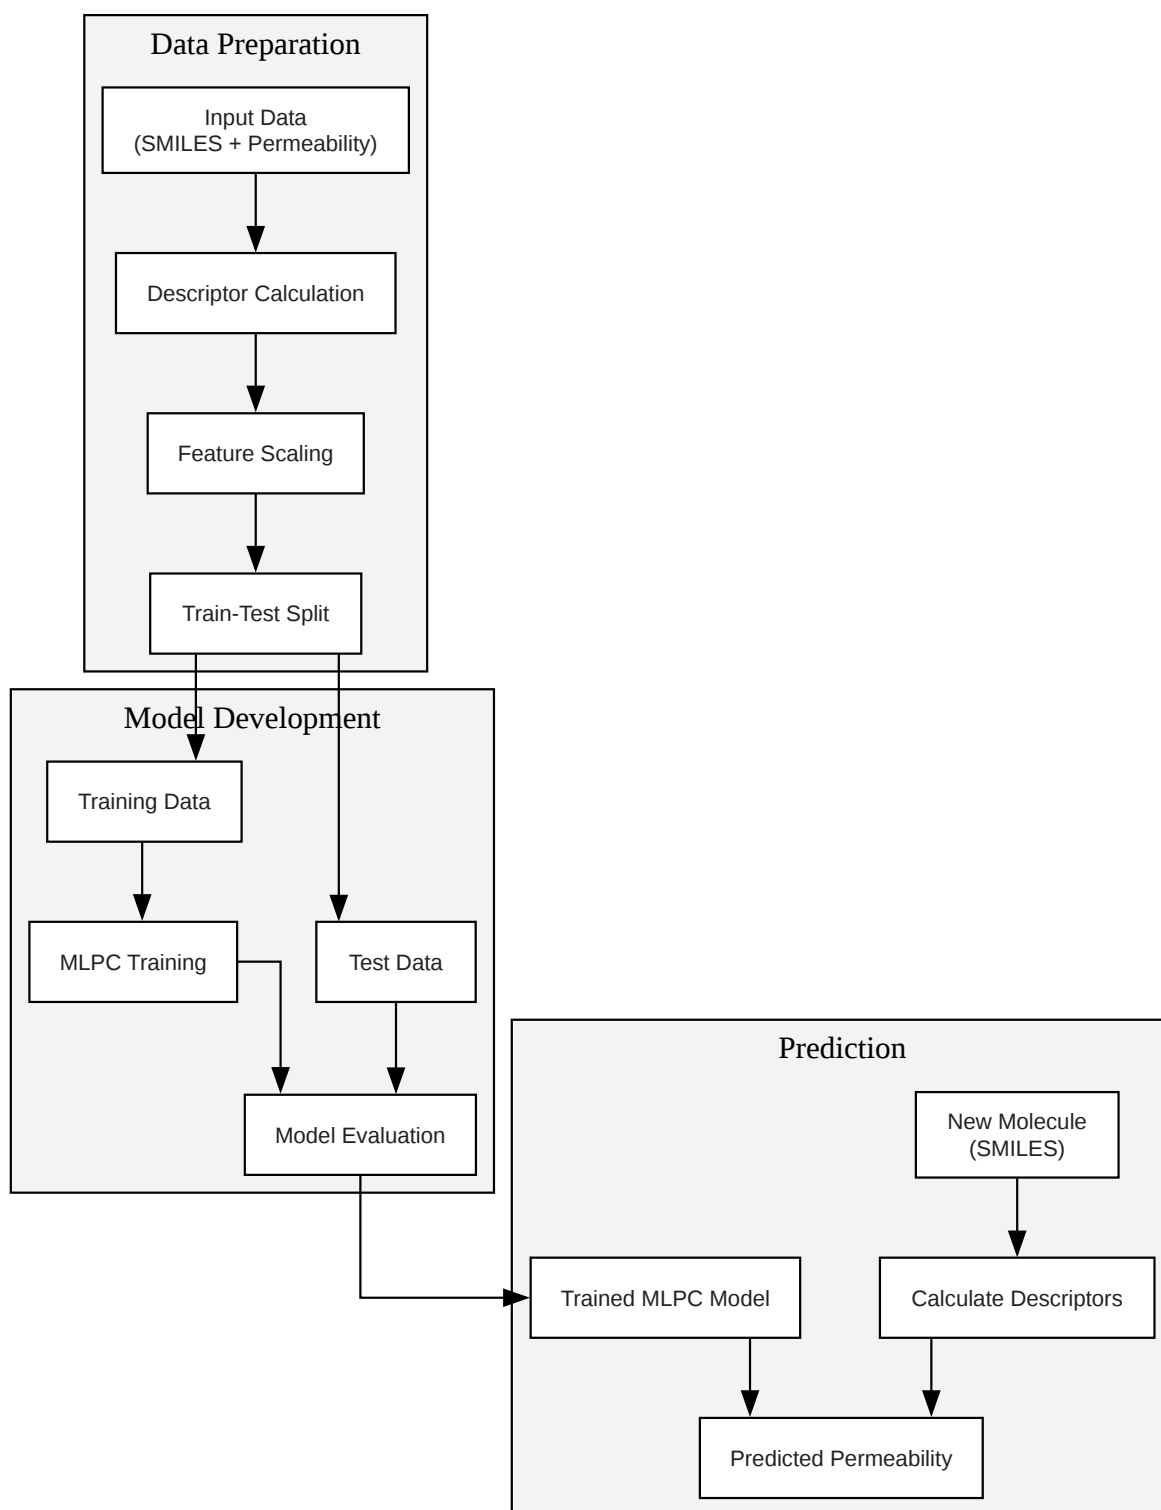 Data Preparation
Input Data
(SMILES + Permeability)
Descriptor Calculation
Feature Scaling
Train-Test Split
Model Development
Training Data
MLPC Training
Test Data
Model Evaluation
Prediction
New Molecule
(SMILES)
Trained MLPC Model
Calculate Descriptors
Predicted Permeability